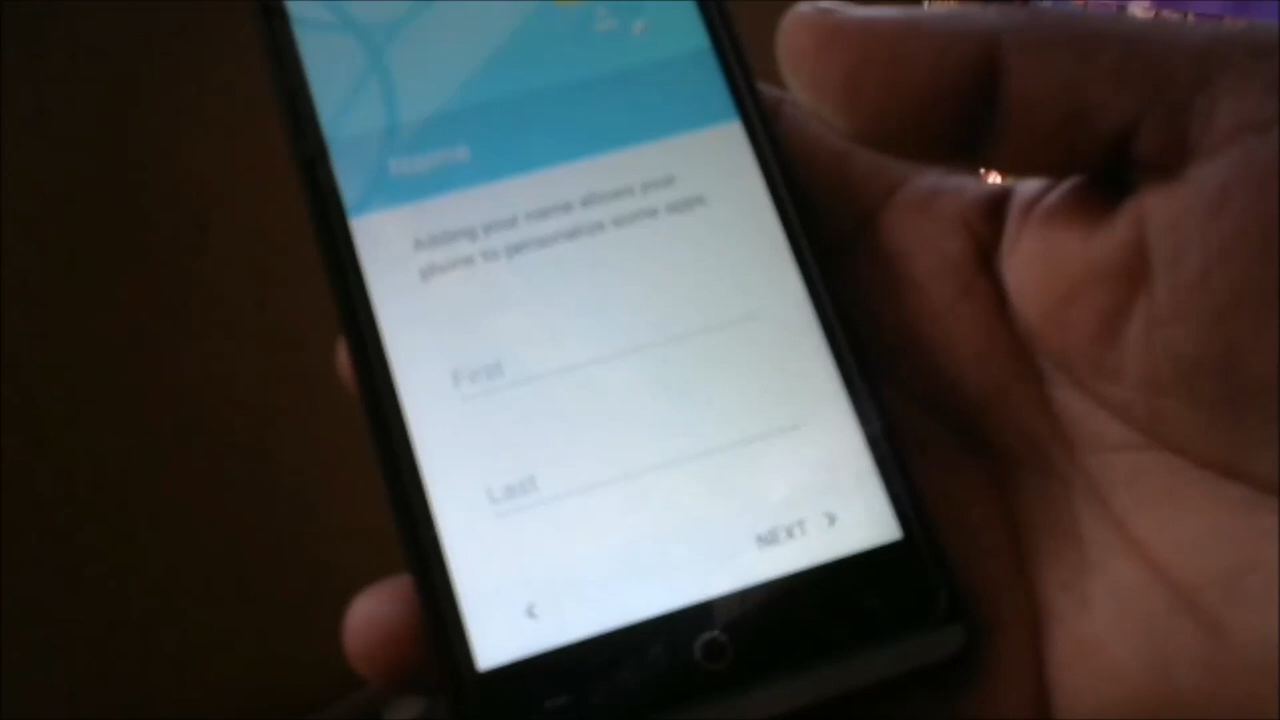 Name
Adding your name allows your
phone to personalize some apps.
First
Last
NEXT